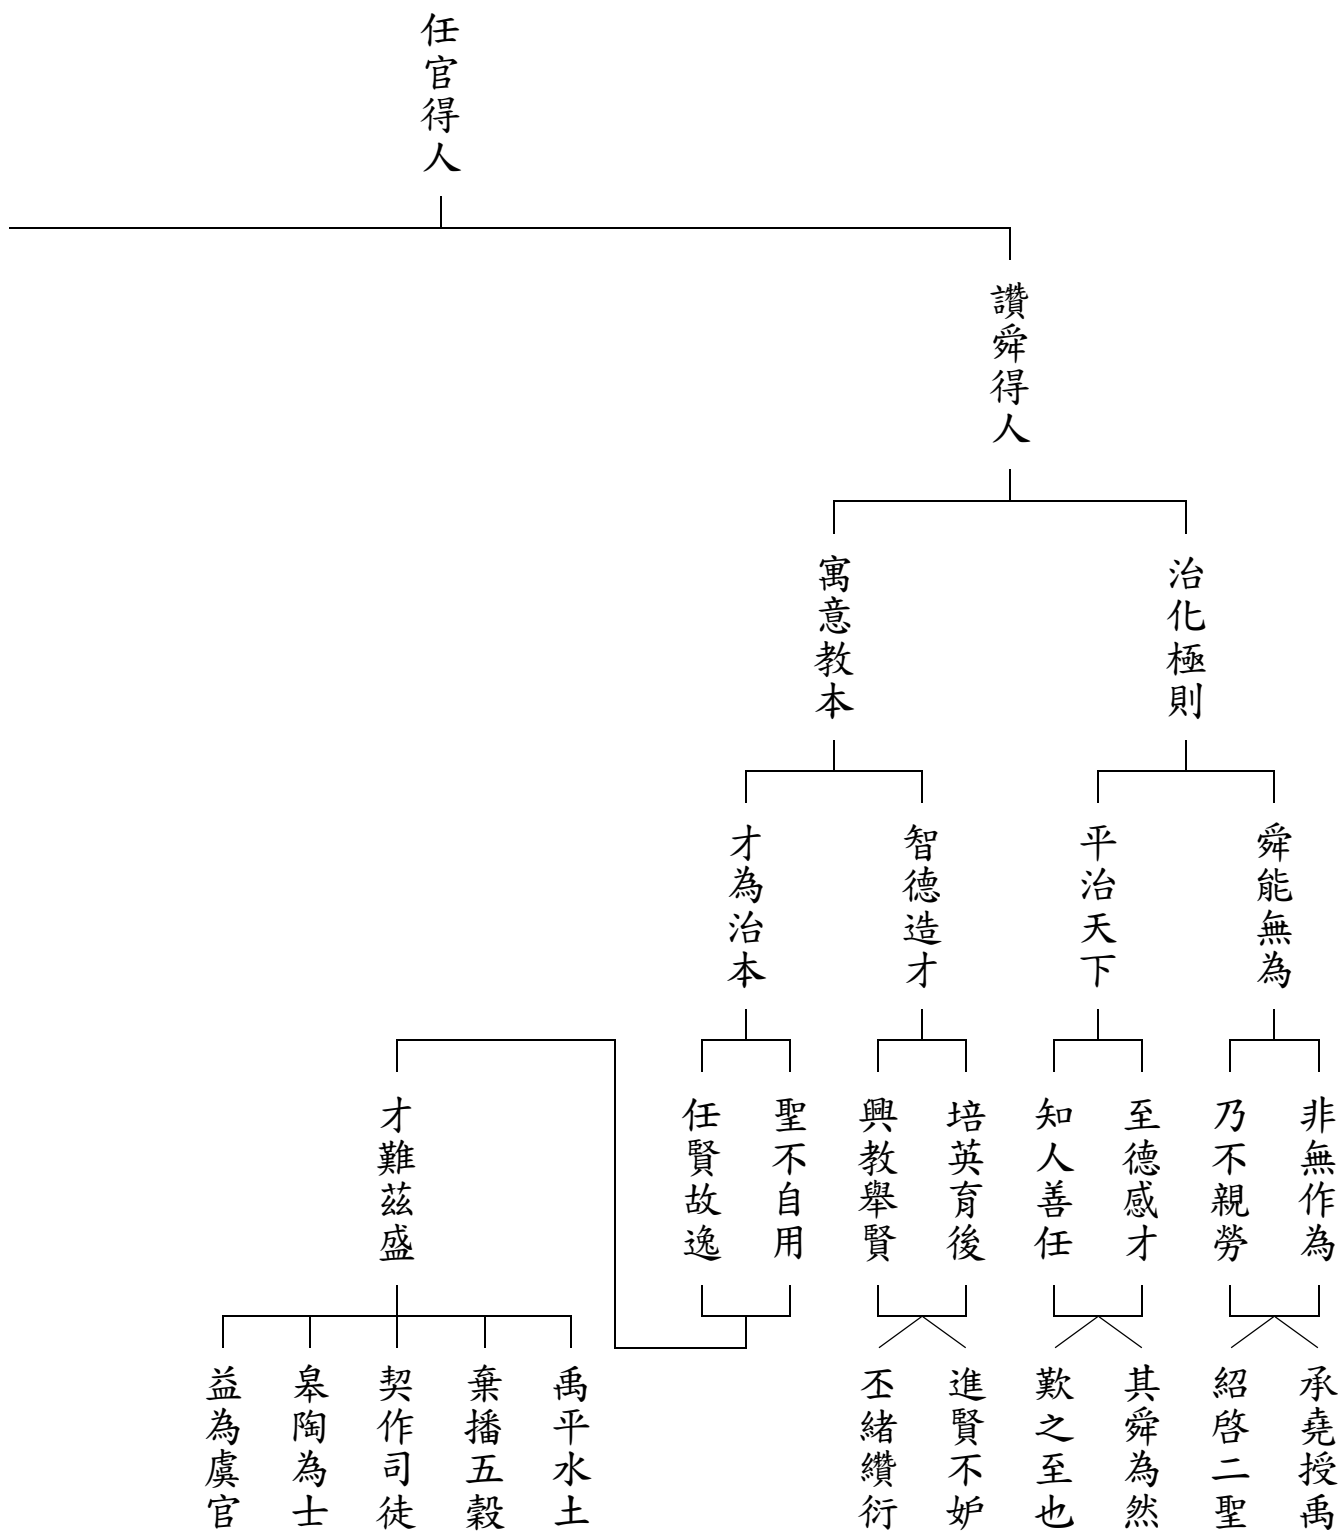 任官得人
讚舜得人
治化極則
寓意教本
舜能無為
平治天下
智德造才
才為治本
非無作為
乃不親勞
至德感才
知人善任
培英育後
興教舉賢
聖不自用
任賢故逸
才難茲盛
承堯授禹
紹啓二聖
其舜為然
歎之至也
進賢不妒
丕緒纘衍
禹平水土
棄播五穀
契作司徒
皋陶為士
益為虞官